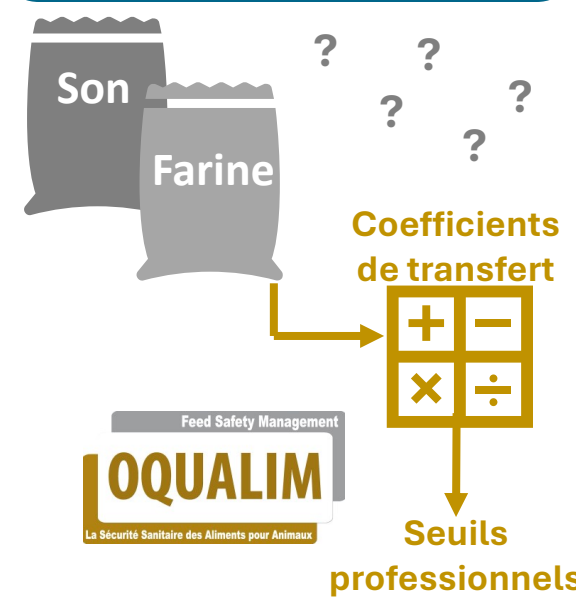 Son
Farine
? ? ? ? ?
Coefficients
de transfert
+ −
× ÷
Feed Safety Management
OQUALIM
La Sécurité Sanitaire des Aliments pour Animaux
Seuils
professionnels